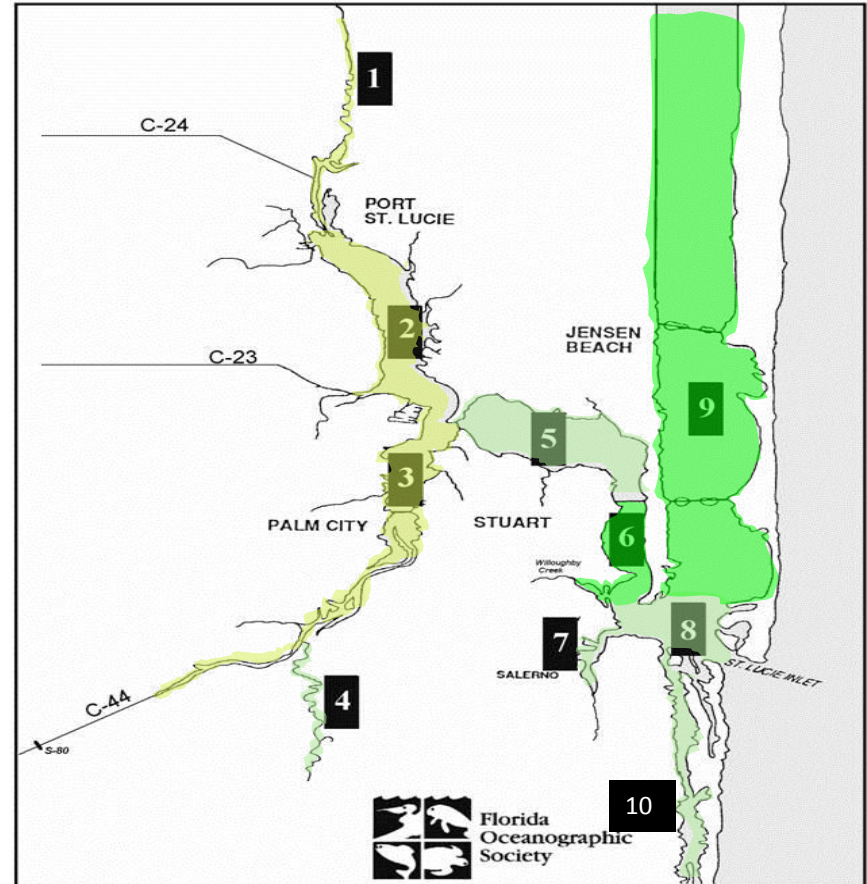 1
C-24
PORT
ST. LUCIE
2
JENSEN
BEACH
C-23
9
5
3
PALM CITY
STUART
6
Willoughby
Creek
7
8
SALERNO
ST. LUCIE INLET
4
C-44
S-80
10
Florida
Oceanographic
Society